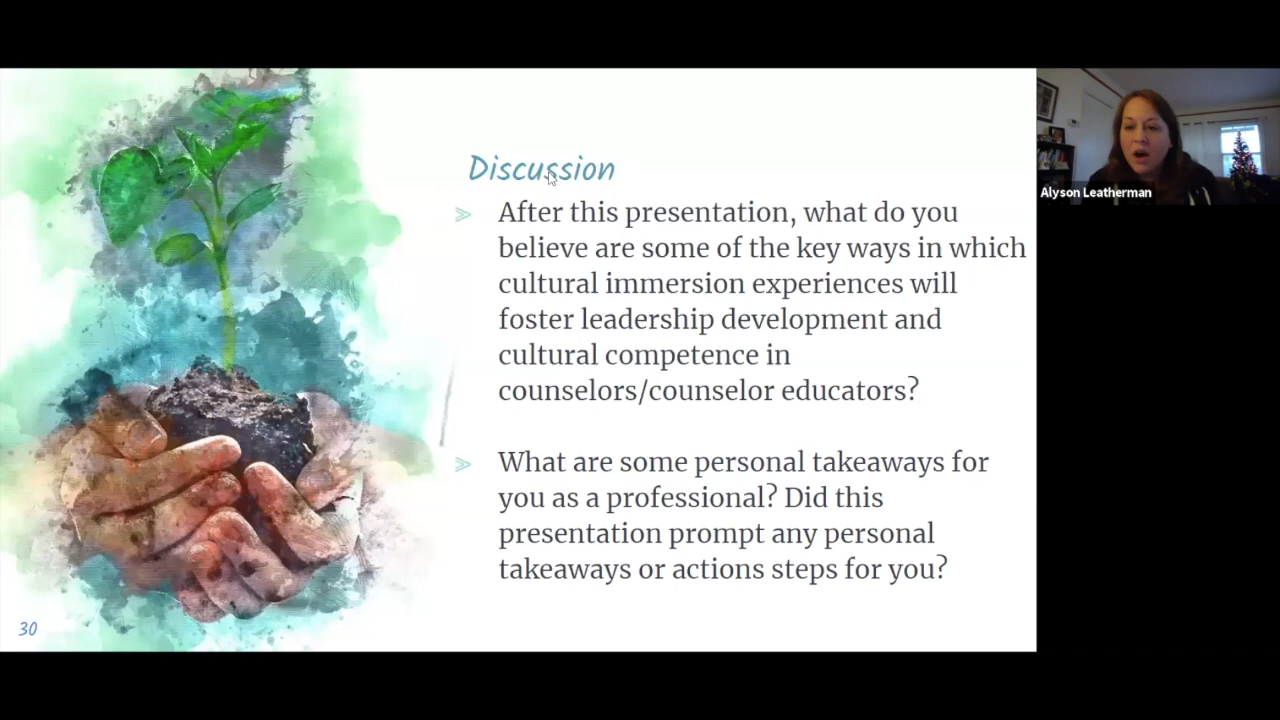 Discussion
After this presentation, what do you
believe are some of the key ways in which
cultural immersion experiences will
foster leadership development and
cultural competence in
counselors/counselor educators?
What are some personal takeaways for
you as a professional? Did this
presentation prompt any personal
takeaways or actions steps for you?
30
Alyson Leatherman